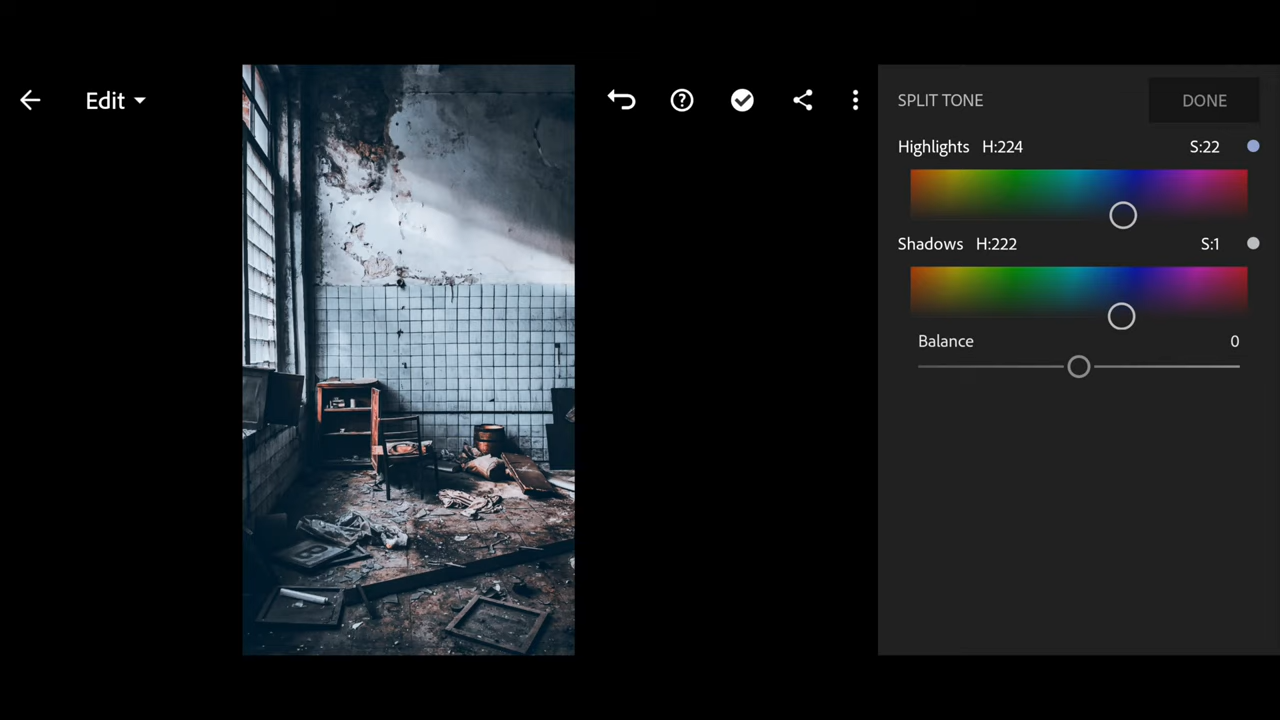 Edit
SPLIT TONE
DONE
Highlights H:224 S:22
Shadows H:222 S:1
Balance 0